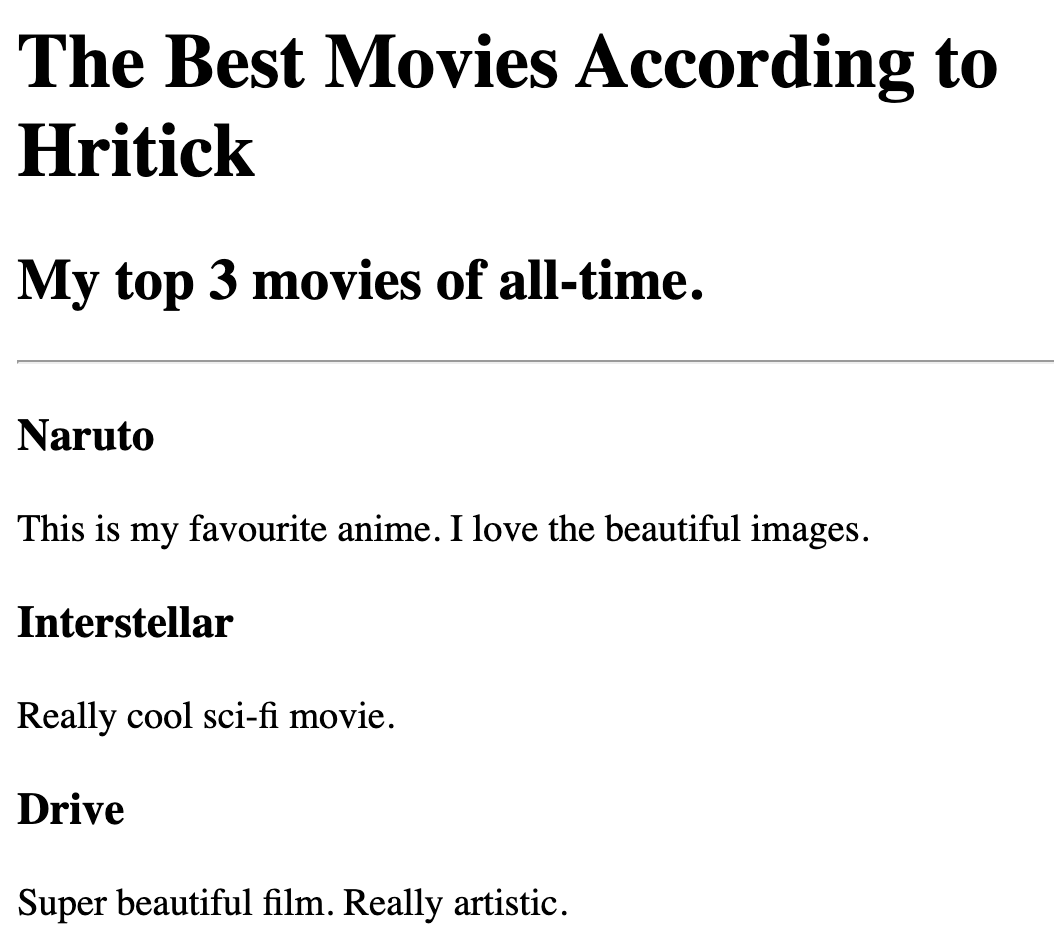 The Best Movies According to
Hritick
My top 3 movies of all-time.
Naruto
This is my favourite anime. I love the beautiful images.
Interstellar
Really cool sci-fi movie.
Drive
Super beautiful film. Really artistic.